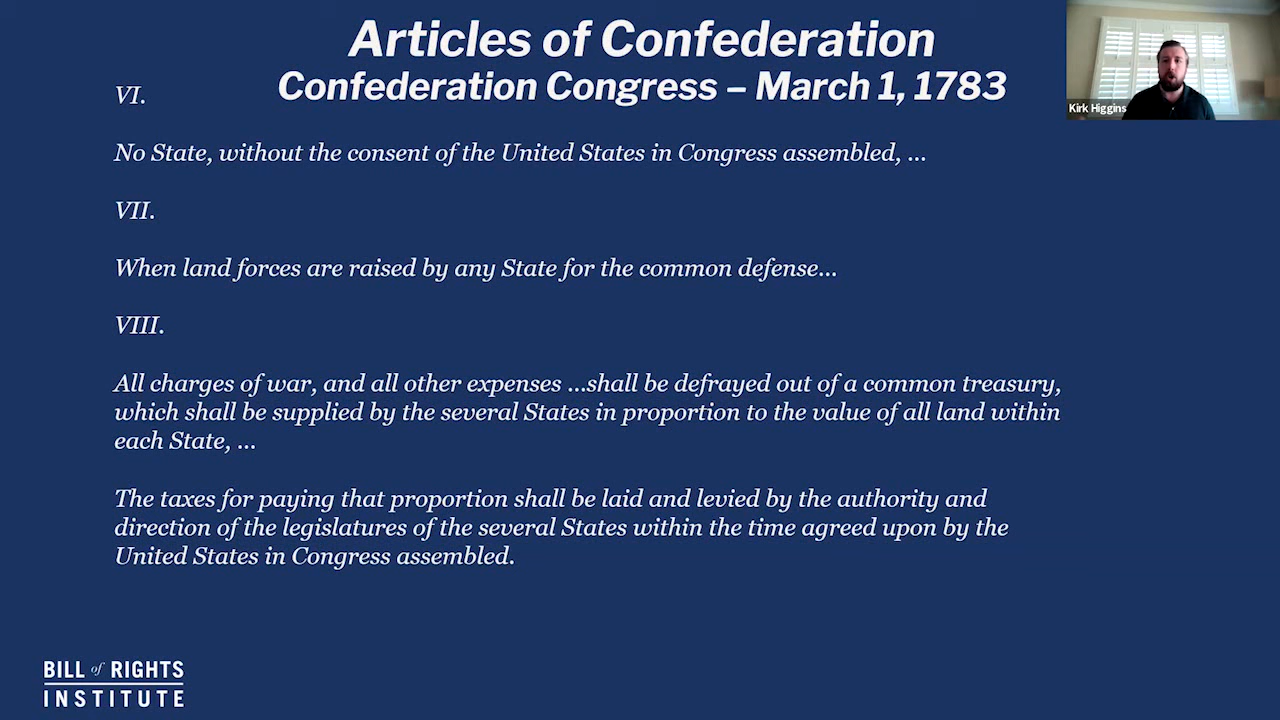 Articles of Confederation
Confederation Congress – March 1, 1783
Kirk Higgins
VI.
No State, without the consent of the United States in Congress assembled, ...
VII.
When land forces are raised by any State for the common defense...
VIII.
All charges of war, and all other expenses ...shall be defrayed out of a common treasury,
which shall be supplied by the several States in proportion to the value of all land within
each State, ...
The taxes for paying that proportion shall be laid and levied by the authority and
direction of the legislatures of the several States within the time agreed upon by the
United States in Congress assembled.
BILL of RIGHTS
INSTITUTE